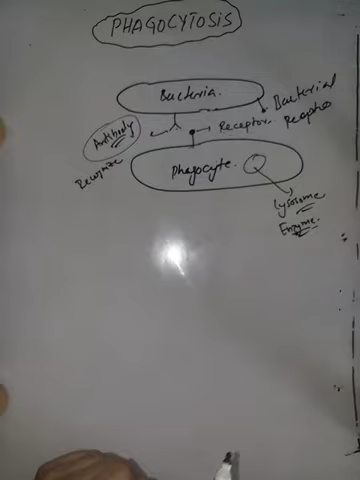 PHAGOCYTOSIS
Bacteria.
Bacterial
Antibody
Receptor.
Recognize
Phagocyte.
Lysosome
Enzyme.